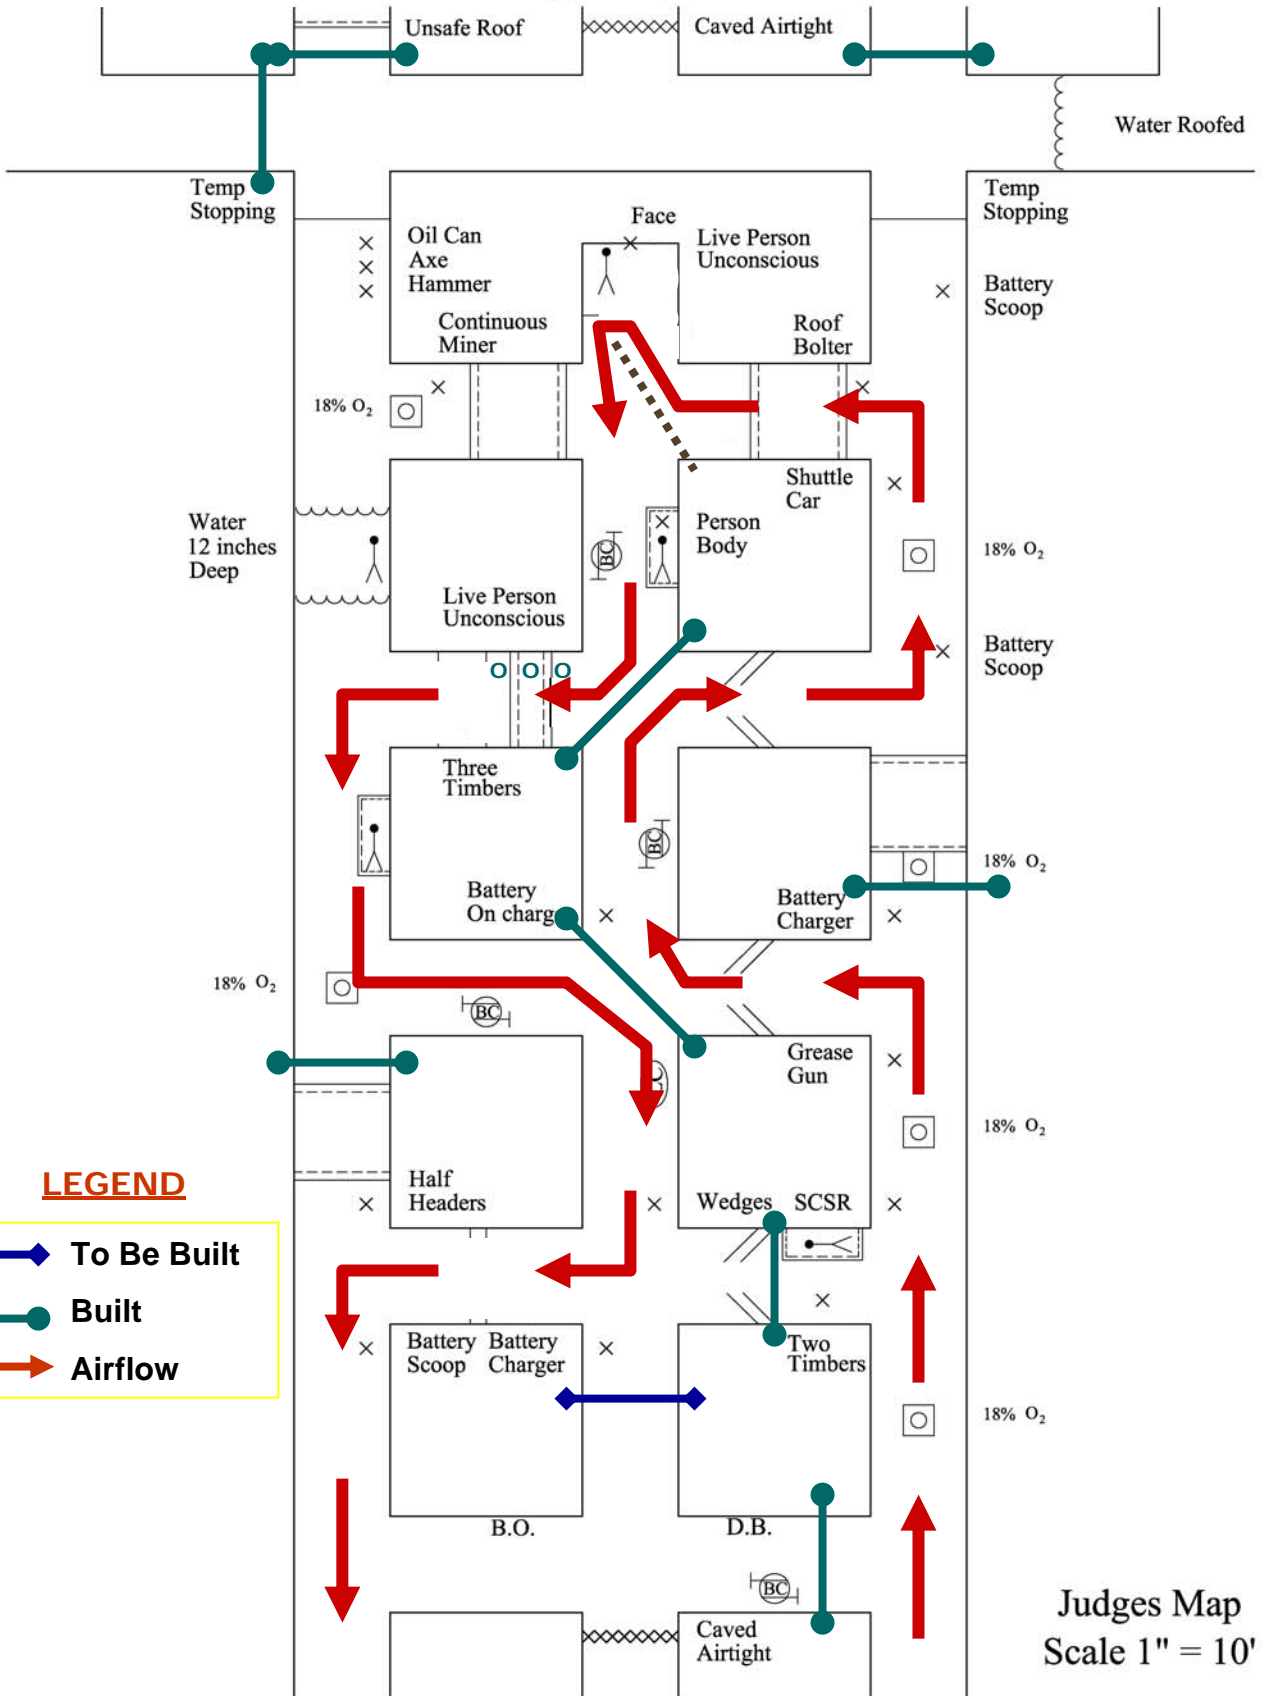 Unsafe Roof
Caved Airtight
Water Roofed
Temp
Stopping
Temp
Stopping
Face
Oil Can
Axe
Hammer
Live Person
Unconscious
Battery
Scoop
Continuous
Miner
Roof
Bolter
18% O₂
Shuttle
Car
Water
12 inches
Deep
Person
Body
BC
18% O₂
Live Person
Unconscious
Battery
Scoop
o o o
Three
Timbers
BC
18% O₂
Battery
On charg
Battery
Charger
18% O₂
BC
Grease
Gun
C
18% O₂
LEGEND
Half
Headers
Wedges SCSR
To Be Built
Built
Airflow
Battery
Scoop
Battery
Charger
Two
Timbers
18% O₂
B.O.
D.B.
BC
Caved
Airtight
Judges Map
Scale 1" = 10'